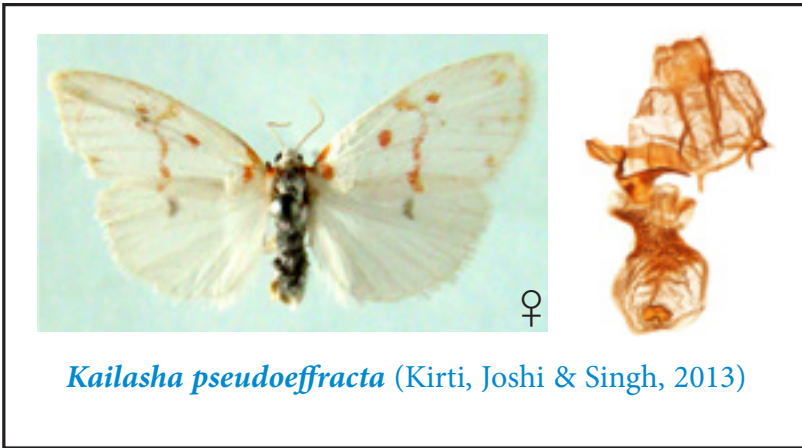 ♀
Kailasha pseudoeffracta (Kirti, Joshi & Singh, 2013)